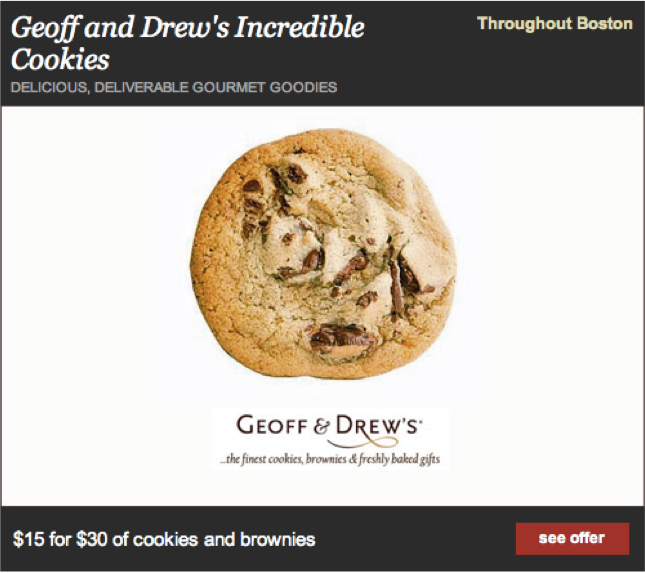 Geoff and Drew's Incredible
Cookies
Throughout Boston
DELICIOUS, DELIVERABLE GOURMET GOODIES
GEOFF & DREW'S
...the finest cookies, brownies & freshly baked gifts
$15 for $30 of cookies and brownies
see offer